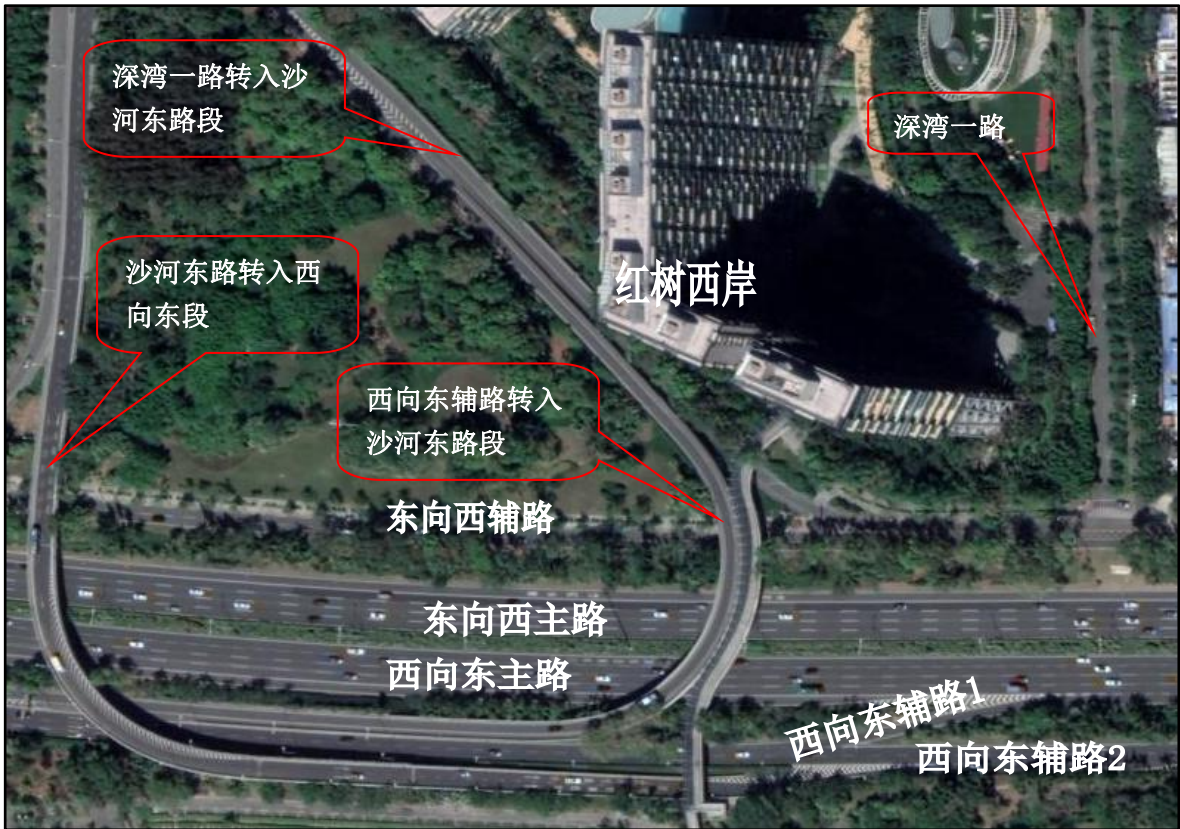 深湾一路转入沙
河东路段
深湾一路
沙河东路转入西
向东段
红树西岸
西向东辅路转入
沙河东路段
东向西辅路
东向西主路
西向东主路
西向东辅路1
西向东辅路2